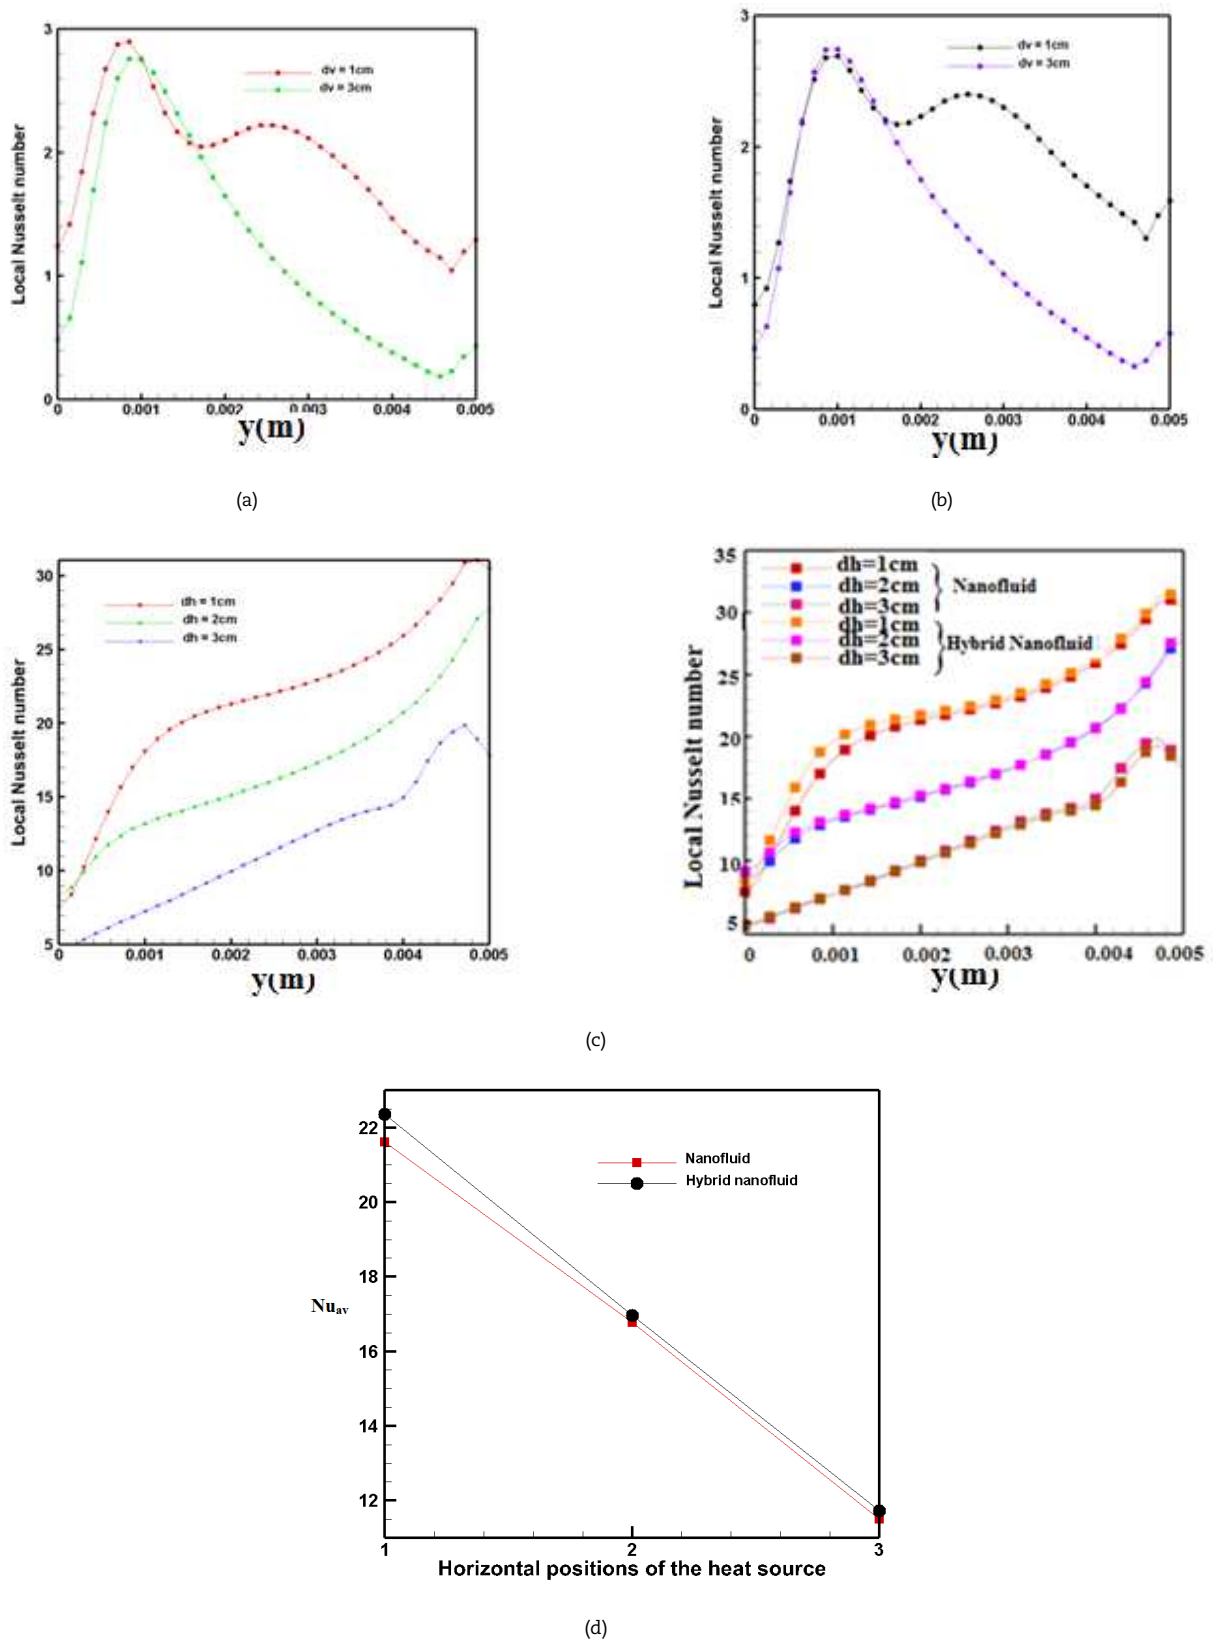 3
2
1
0
Local Nusselt number
dv = 1cm
dv = 3cm
0 0.001 0.002 0.003 0.004 0.005
y(m)
(a)
3
2
1
0
Local Nusselt number
dv = 1cm
dv = 3cm
0 0.001 0.002 0.003 0.004 0.005
y(m)
(b)
30
25
20
15
10
5
Local Nusselt number
dh = 1cm
dh = 2cm
dh = 3cm
0 0.001 0.002 0.003 0.004 0.005
y(m)
35
30
25
20
15
10
5
Local Nusselt number
dh=1cm
dh=2cm
dh=3cm
Nanofluid
dh=1cm
dh=2cm
dh=3cm
Hybrid Nanofluid
0 0.001 0.002 0.003 0.004 0.005
y(m)
(c)
22
20
18
16
14
12
Nuav
Nanofluid
Hybrid nanofluid
1 2 3
Horizontal positions of the heat source
(d)